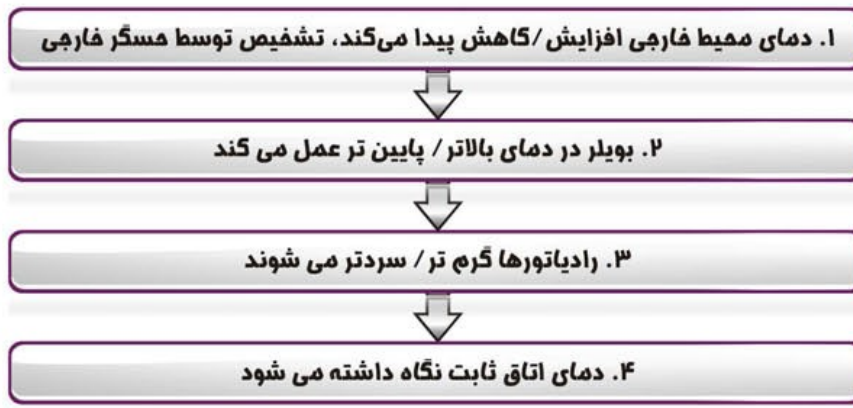 ۱. دمای محیط خارجی افزایش/کاهش پیدا می‌کند، تشخیص توسط حسگر خارجی
۲. بویلر در دمای بالاتر / پایین تر عمل می کند
۳. رادیاتورها گرم تر / سردتر می شوند
۴. دمای اتاق ثابت نگاه داشته می شود